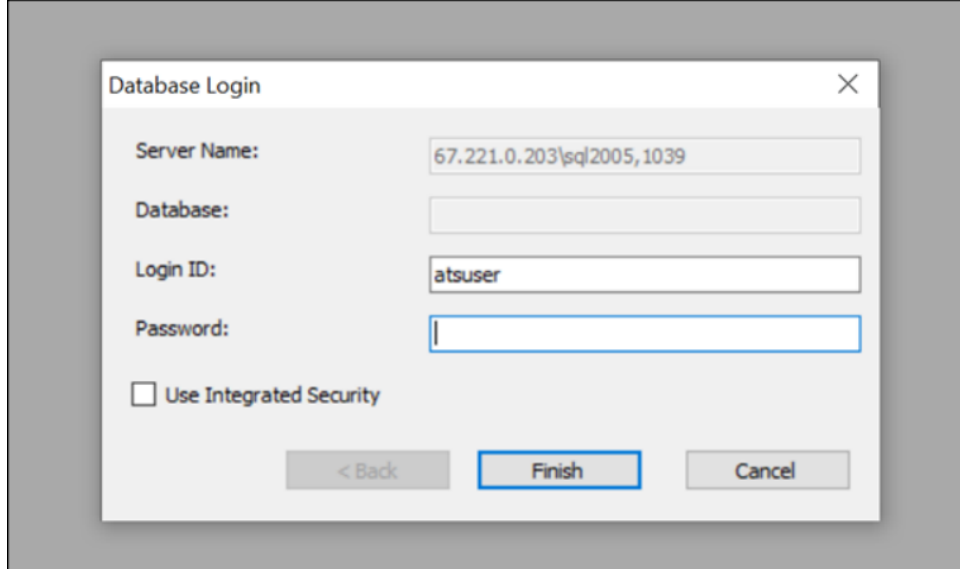 Database Login
Server Name: 67.221.0.203\sql2005,1039
Database:
Login ID: atsuser
Password:
Use Integrated Security
< Back Finish Cancel